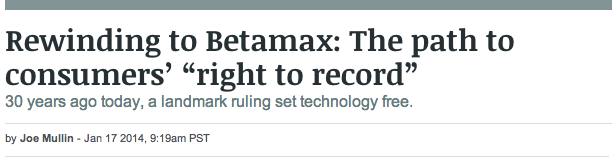 Rewinding to Betamax: The path to
consumers’ “right to record”
30 years ago today, a landmark ruling set technology free.
by Joe Mullin - Jan 17 2014, 9:19am PST